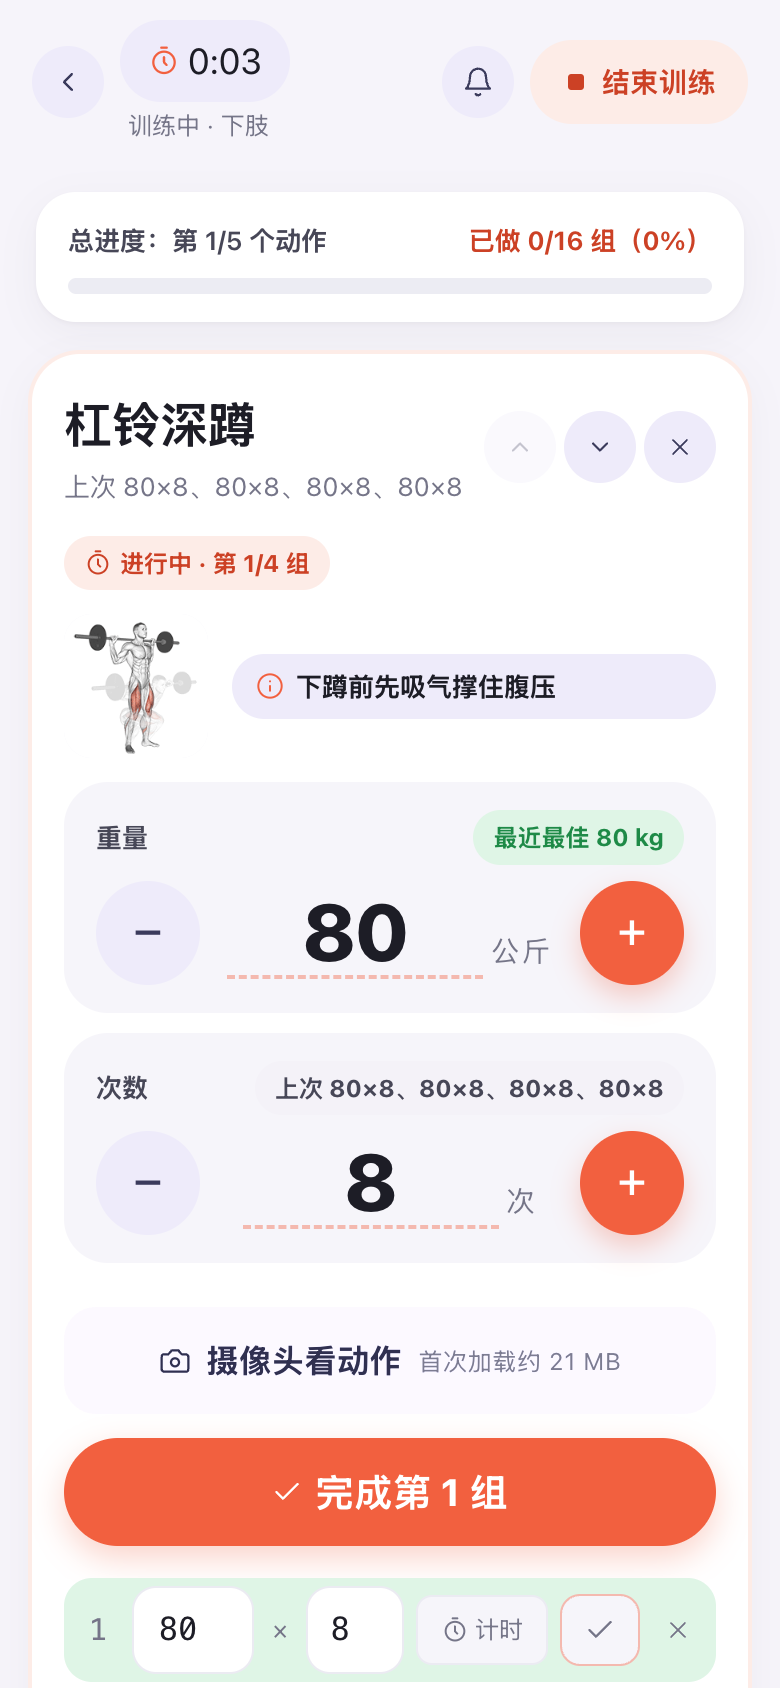 0:03
训练中 · 下肢
结束训练
总进度：第 1/5 个动作
已做 0/16 组（0%）
杠铃深蹲
上次 80×8、80×8、80×8、80×8
进行中 · 第 1/4 组
下蹲前先吸气撑住腹压
重量
最近最佳 80 kg
− 80 公斤 +
次数
上次 80×8、80×8、80×8、80×8
− 8 次 +
摄像头看动作 首次加载约 21 MB
完成第 1 组
1 80 × 8 计时